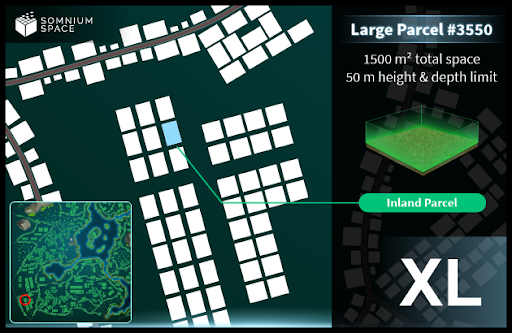 SOMNIUM
SPACE
Large Parcel #3550
1500 m² total space
50 m height & depth limit
Inland Parcel
XL